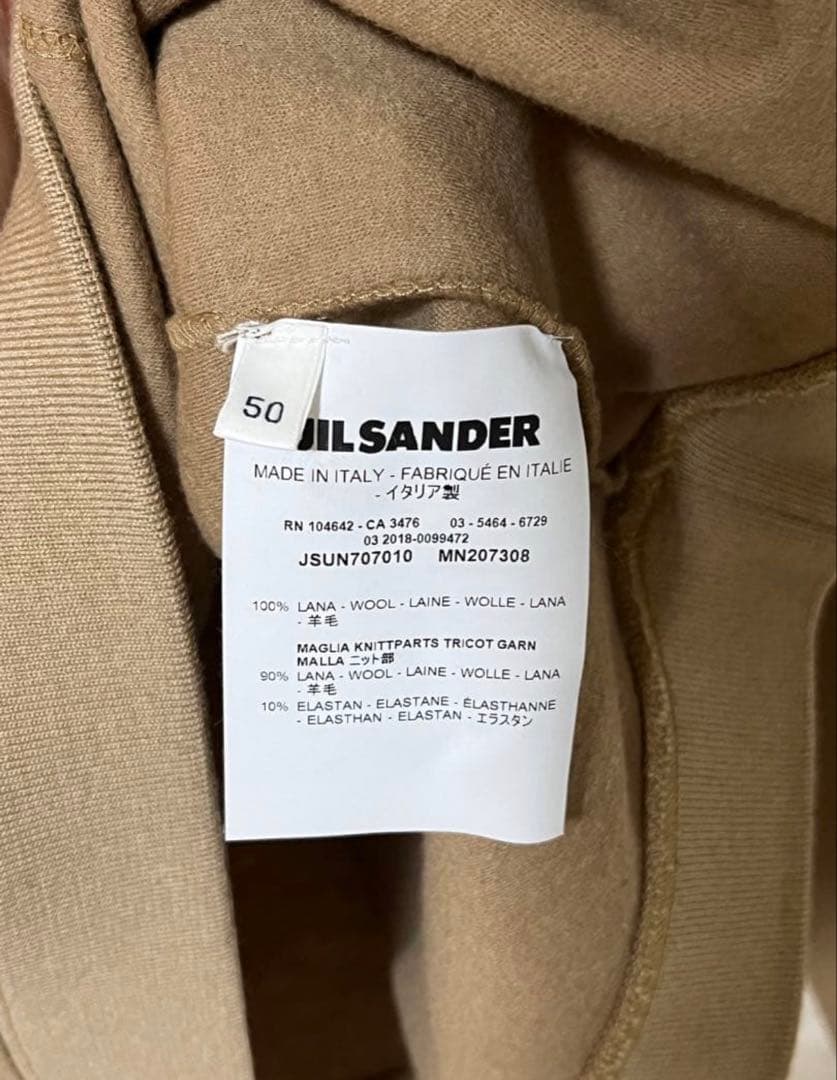 50
JIL SANDER
MADE IN ITALY - FABRIQUÉ EN ITALIE
- イタリア製
RN 104642 - CA 3476 03 - 5464 - 6729
03 2018-0099472
JSUN707010 MN207308
100% LANA - WOOL - LAINE - WOLLE - LANA
- 羊毛
MAGLIA KNITTPARTS TRICOT GARN
MALLA ニット部
90% LANA - WOOL - LAINE - WOLLE - LANA
- 羊毛
10% ELASTAN - ELASTANE - ÉLASTHANNE
- ELASTHAN - ELASTAN - エラスタン